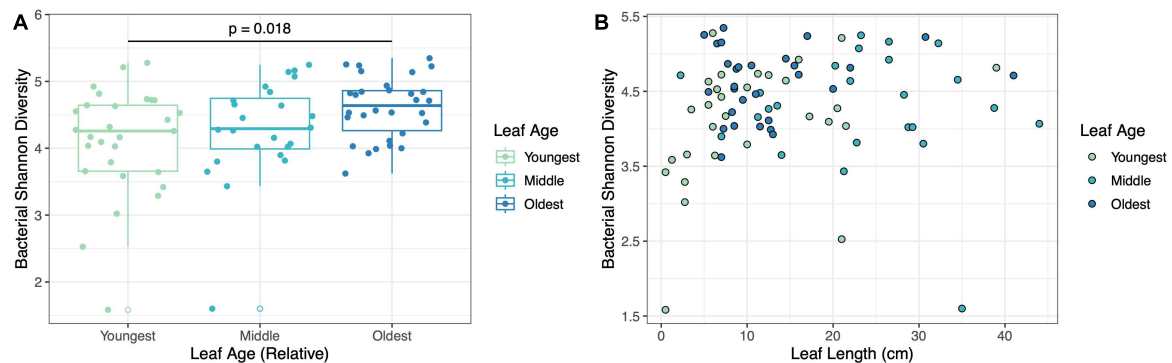 A
p = 0.018
Bacterial Shannon Diversity
6
5
4
3
2
Youngest
Middle
Oldest
Leaf Age (Relative)
Leaf Age
Youngest
Middle
Oldest
B
Bacterial Shannon Diversity
5.5
4.5
3.5
2.5
1.5
0
10
20
30
40
Leaf Length (cm)
Leaf Age
Youngest
Middle
Oldest